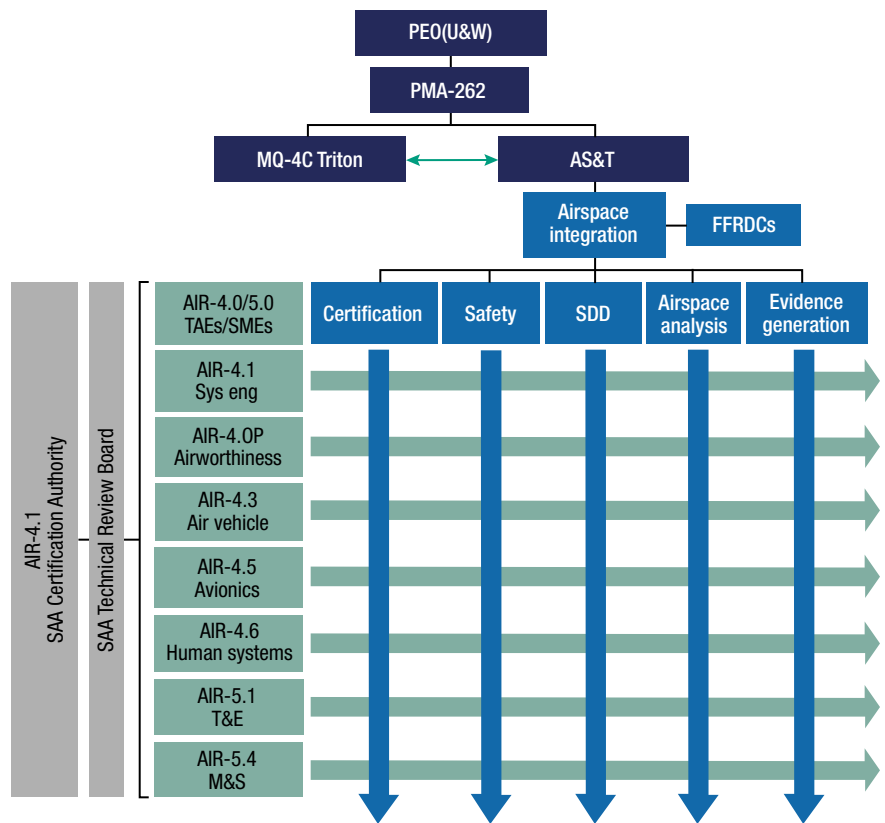 PEO(U&W)
PMA-262
MQ-4C Triton
AS&T
Airspace
integration
FFRDCs
AIR-4.1
SAA Certification Authority
SAA Technical Review Board
AIR-4.0/5.0
TAEs/SMEs
Certification
Safety
SDD
Airspace
analysis
Evidence
generation
AIR-4.1
Sys eng
AIR-4.0P
Airworthiness
AIR-4.3
Air vehicle
AIR-4.5
Avionics
AIR-4.6
Human systems
AIR-5.1
T&E
AIR-5.4
M&S